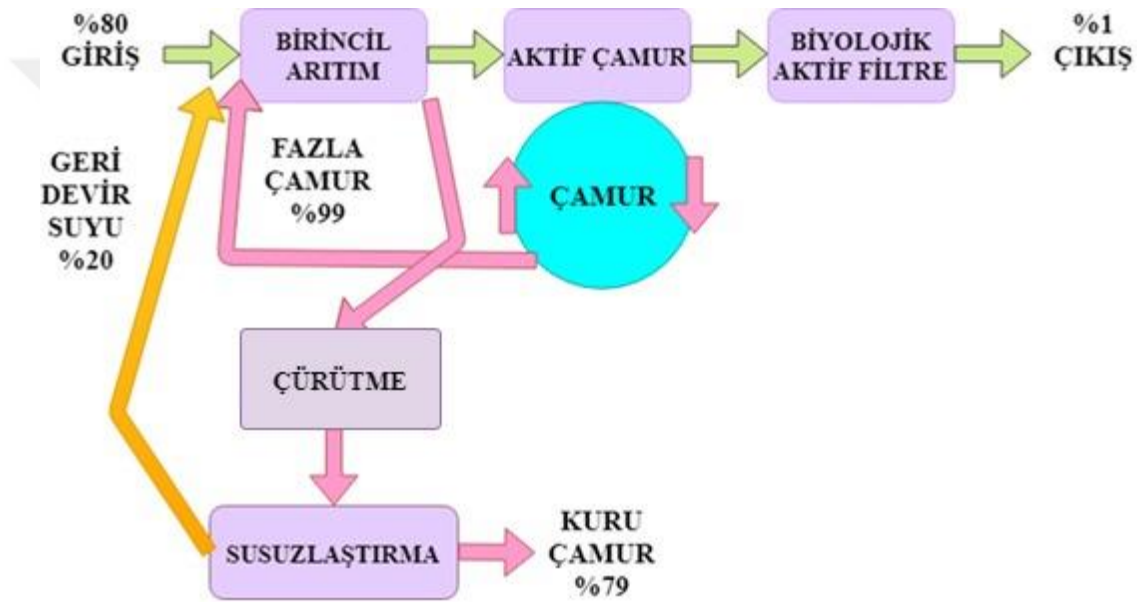 %80
GİRİŞ
BİRİNCİL
ARITIM
AKTİF ÇAMUR
BİYOLOJİK
AKTİF FİLTRE
%1
ÇIKIŞ
GERİ
DEVİR
SUYU
%20
FAZLA
ÇAMUR
%99
ÇAMUR
ÇÜRÜTME
SUSUZLAŞTIRMA
KURU
ÇAMUR
%79